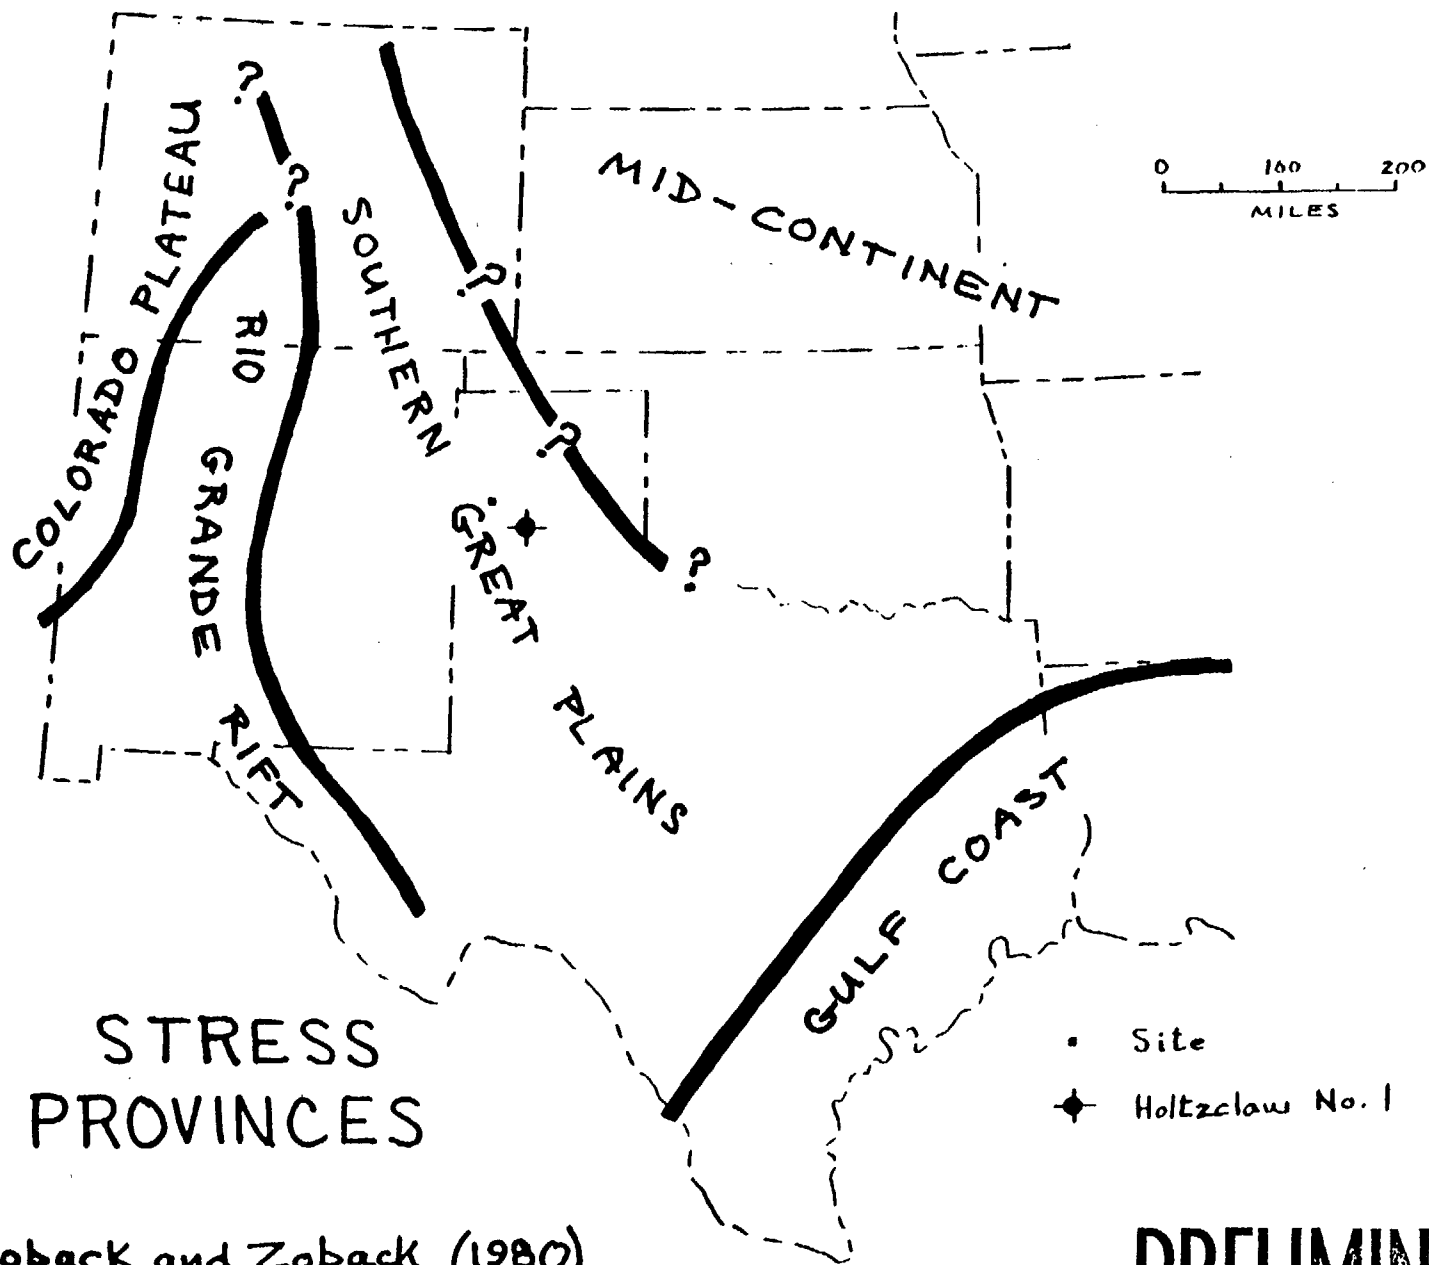 ?
?
COLORADO PLATEAU
RIO GRANDE RIFT
SOUTHERN GREAT PLAINS
MID-CONTINENT
0 100 200
MILES
?
?
?
GULF COAST
STRESS
PROVINCES
Site
Holtzclaw No. 1
and Zoback (1980)